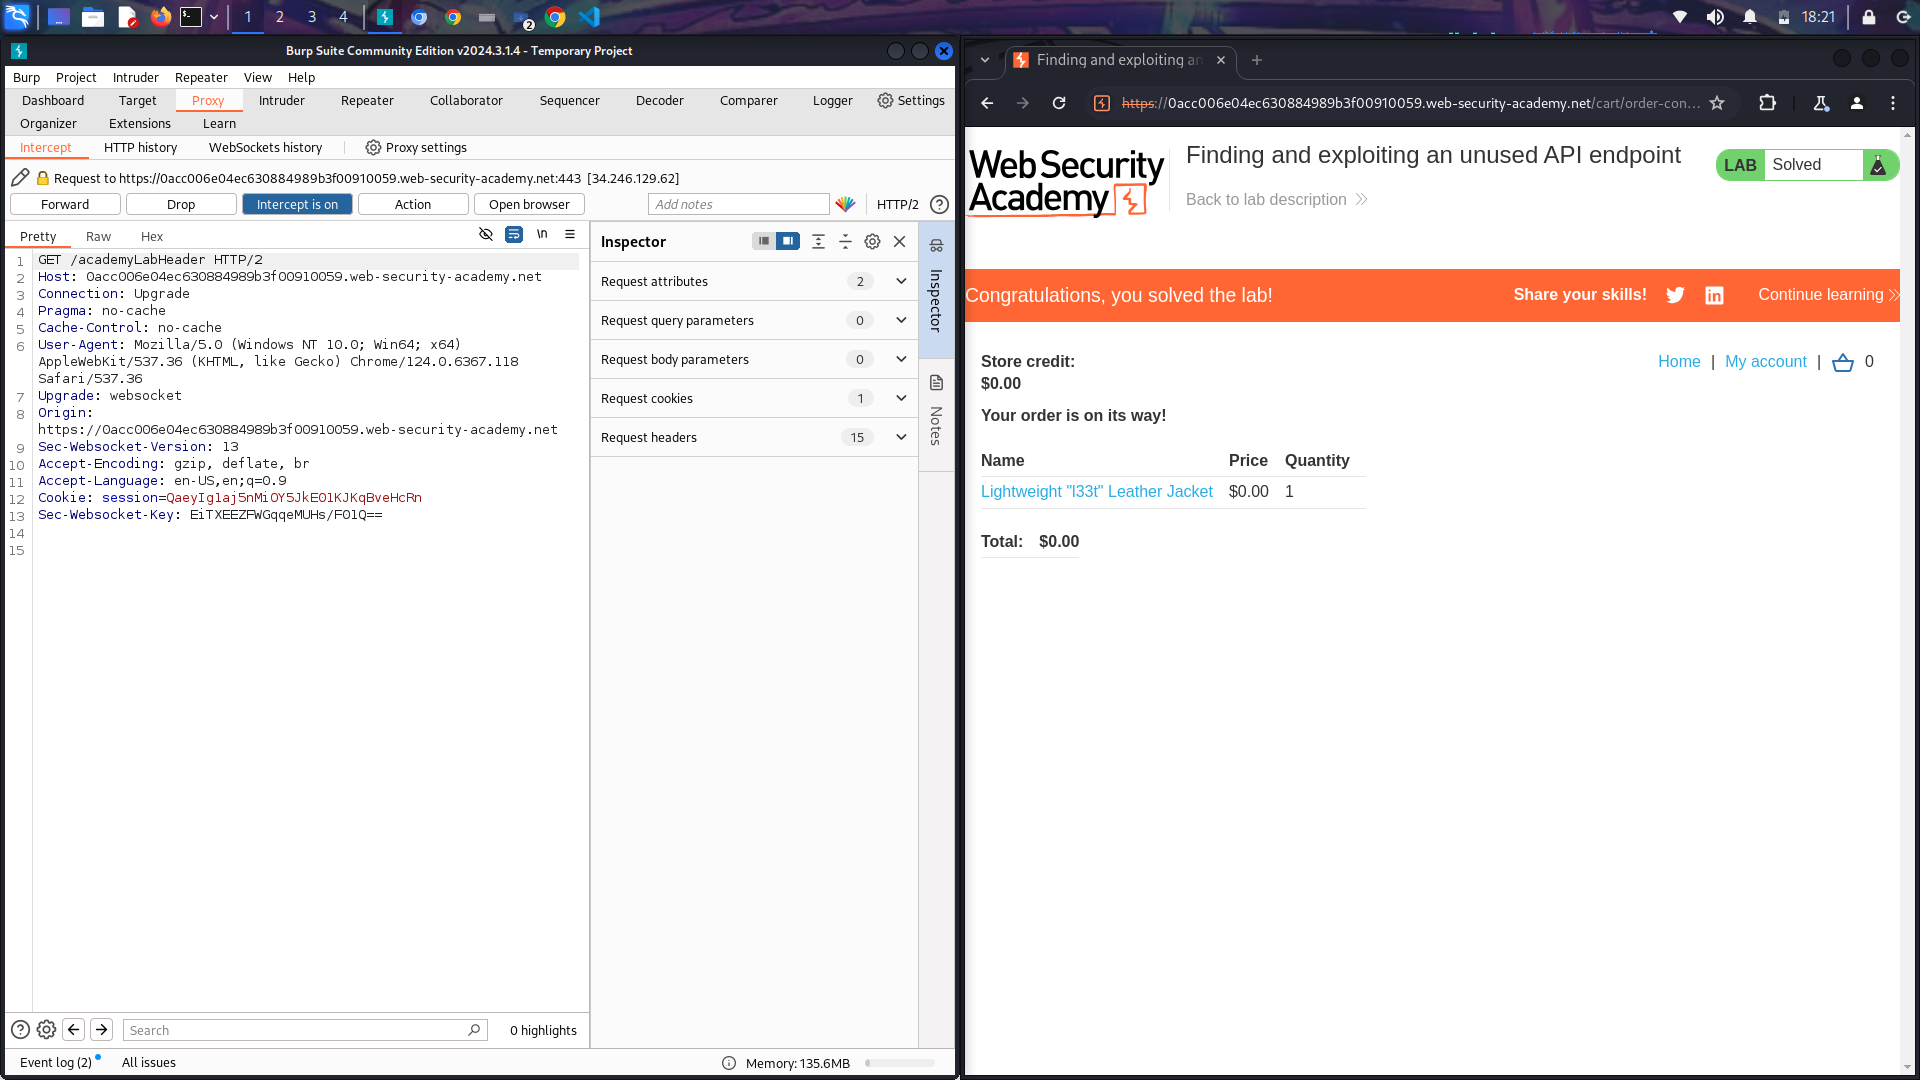 1 2 3 4 2 18:21
Burp Suite Community Edition v2024.3.1.4 - Temporary Project
Burp Project Intruder Repeater View Help
Dashboard Target Proxy Intruder Repeater Collaborator Sequencer Decoder Comparer Logger Settings
Organizer Extensions Learn
Intercept HTTP history WebSockets history Proxy settings
Request to https://0acc006e04ec630884989b3f00910059.web-security-academy.net:443 [34.246.129.62]
Forward Drop Intercept is on Action Open browser Add notes HTTP/2
Pretty Raw Hex \n
1 GET /academyLabHeader HTTP/2
2 Host: 0acc006e04ec630884989b3f00910059.web-security-academy.net
3 Connection: Upgrade
4 Pragma: no-cache
5 Cache-Control: no-cache
6 User-Agent: Mozilla/5.0 (Windows NT 10.0; Win64; x64)
AppleWebKit/537.36 (KHTML, like Gecko) Chrome/124.0.6367.118
Safari/537.36
7 Upgrade: websocket
8 Origin:
https://0acc006e04ec630884989b3f00910059.web-security-academy.net
9 Sec-Websocket-Version: 13
10 Accept-Encoding: gzip, deflate, br
11 Accept-Language: en-US,en;q=0.9
12 Cookie: session=QaeyIg1aj5nMiOY5JkE01KJKqBveHcRn
13 Sec-Websocket-Key: EiTXEEZFWGqqeMUHs/F01Q==
14
15
Inspector
Request attributes 2
Request query parameters 0
Request body parameters 0
Request cookies 1
Request headers 15
Inspector
Notes
Search 0 highlights
Event log (2) All issues Memory: 135.6MB
Finding and exploiting an
https://0acc006e04ec630884989b3f00910059.web-security-academy.net/cart/order-con...
Web Security
Academy
Finding and exploiting an unused API endpoint
Back to lab description
LAB Solved
Congratulations, you solved the lab! Share your skills! Continue learning
Store credit:
$0.00
Home | My account | 0
Your order is on its way!
Name Price Quantity
Lightweight "l33t" Leather Jacket $0.00 1
Total: $0.00